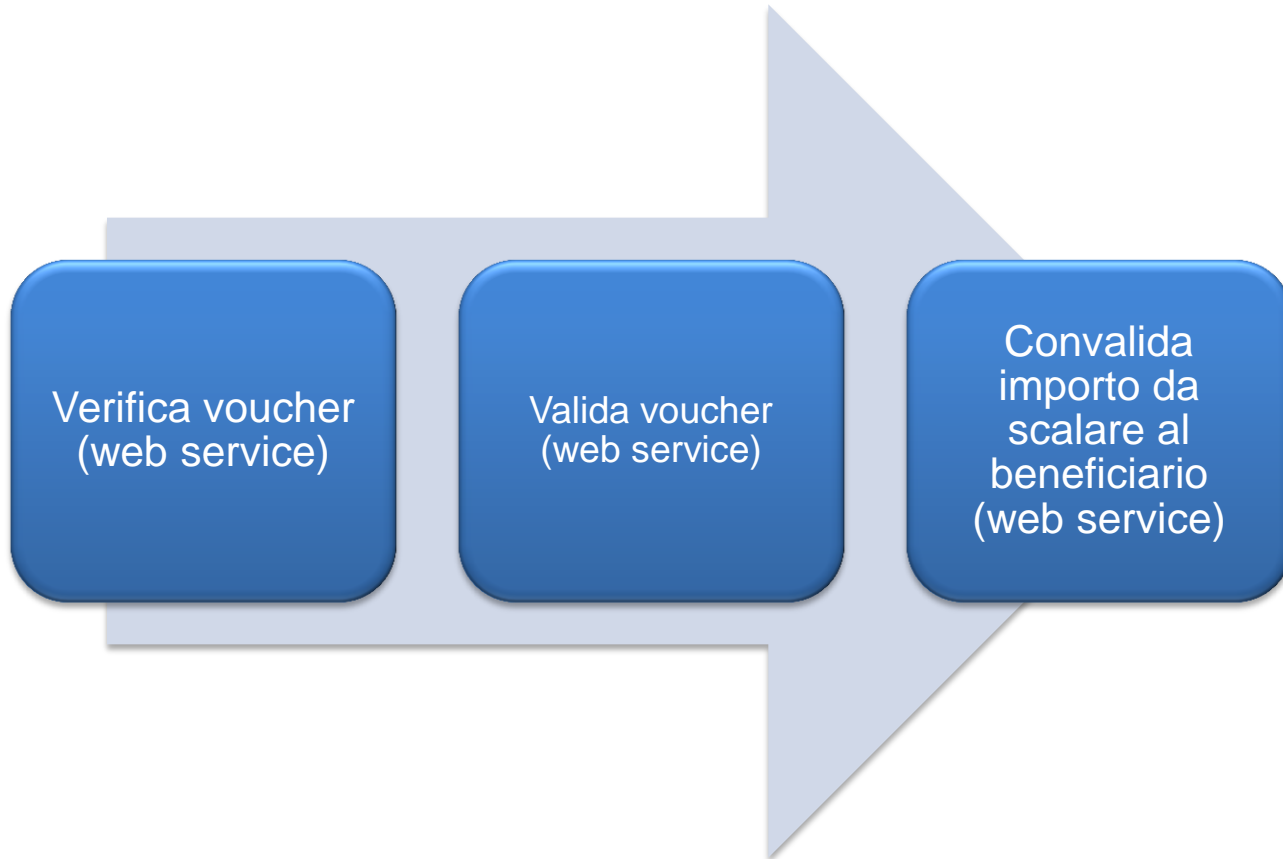 Verifica voucher
(web service)
Valida voucher
(web service)
Convalida
importo da
scalare al
beneficiario
(web service)